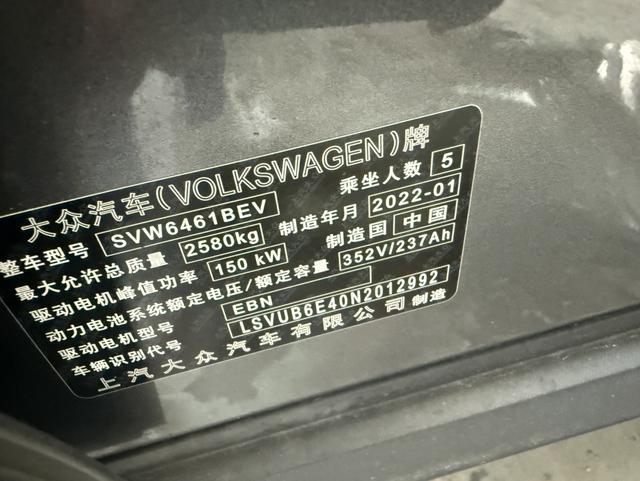 大众汽车(VOLKSWAGEN)牌
整车型号 SVW6461BEV 乘坐人数 5
最大允许总质量 2580kg 制造年月 2022-01
驱动电机峰值功率 150 kW 制造国 中国
动力电池系统额定电压/额定容量 352V/237Ah
驱动电机型号 EBN
车辆识别代号 LSVUB6E40N2012992
上汽大众汽车有限公司 制造